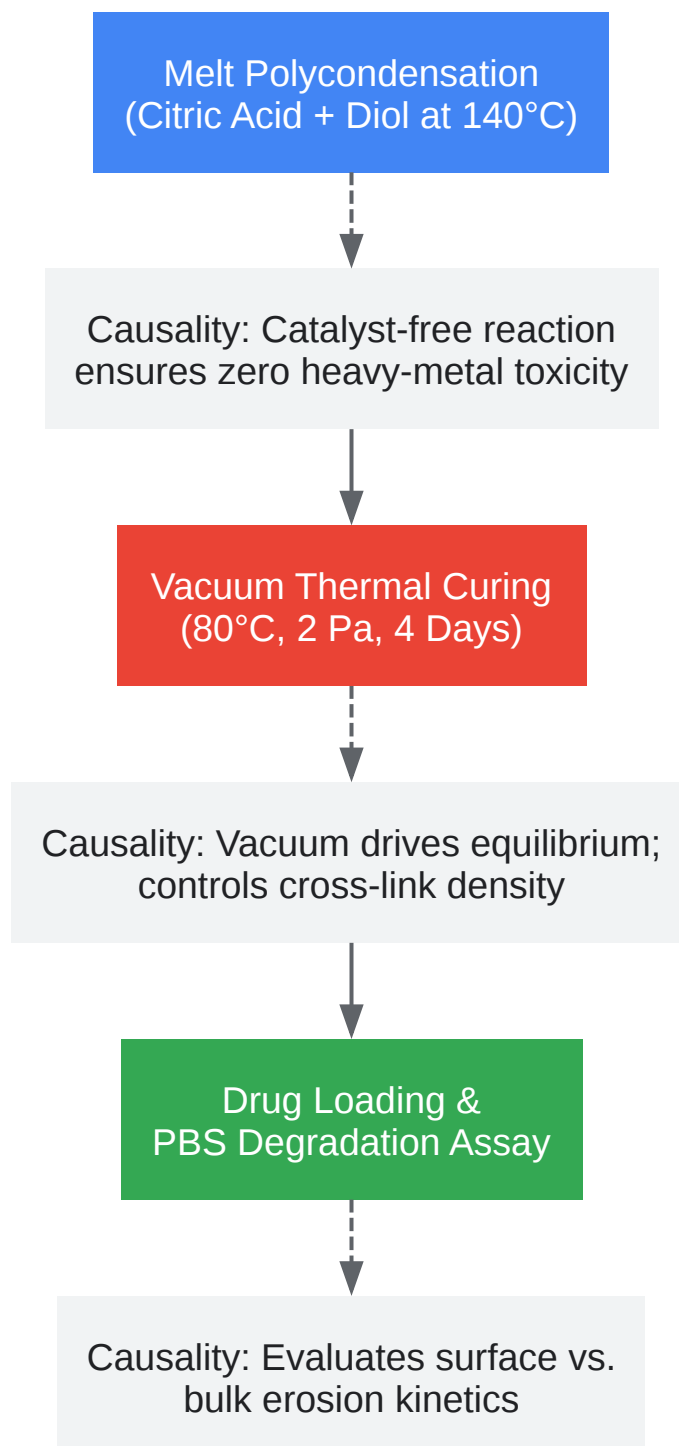 Melt Polycondensation
(Citric Acid + Diol at 140°C)
Causality: Catalyst-free reaction
ensures zero heavy-metal toxicity
Vacuum Thermal Curing
(80°C, 2 Pa, 4 Days)
Causality: Vacuum drives equilibrium;
controls cross-link density
Drug Loading &
PBS Degradation Assay
Causality: Evaluates surface vs.
bulk erosion kinetics